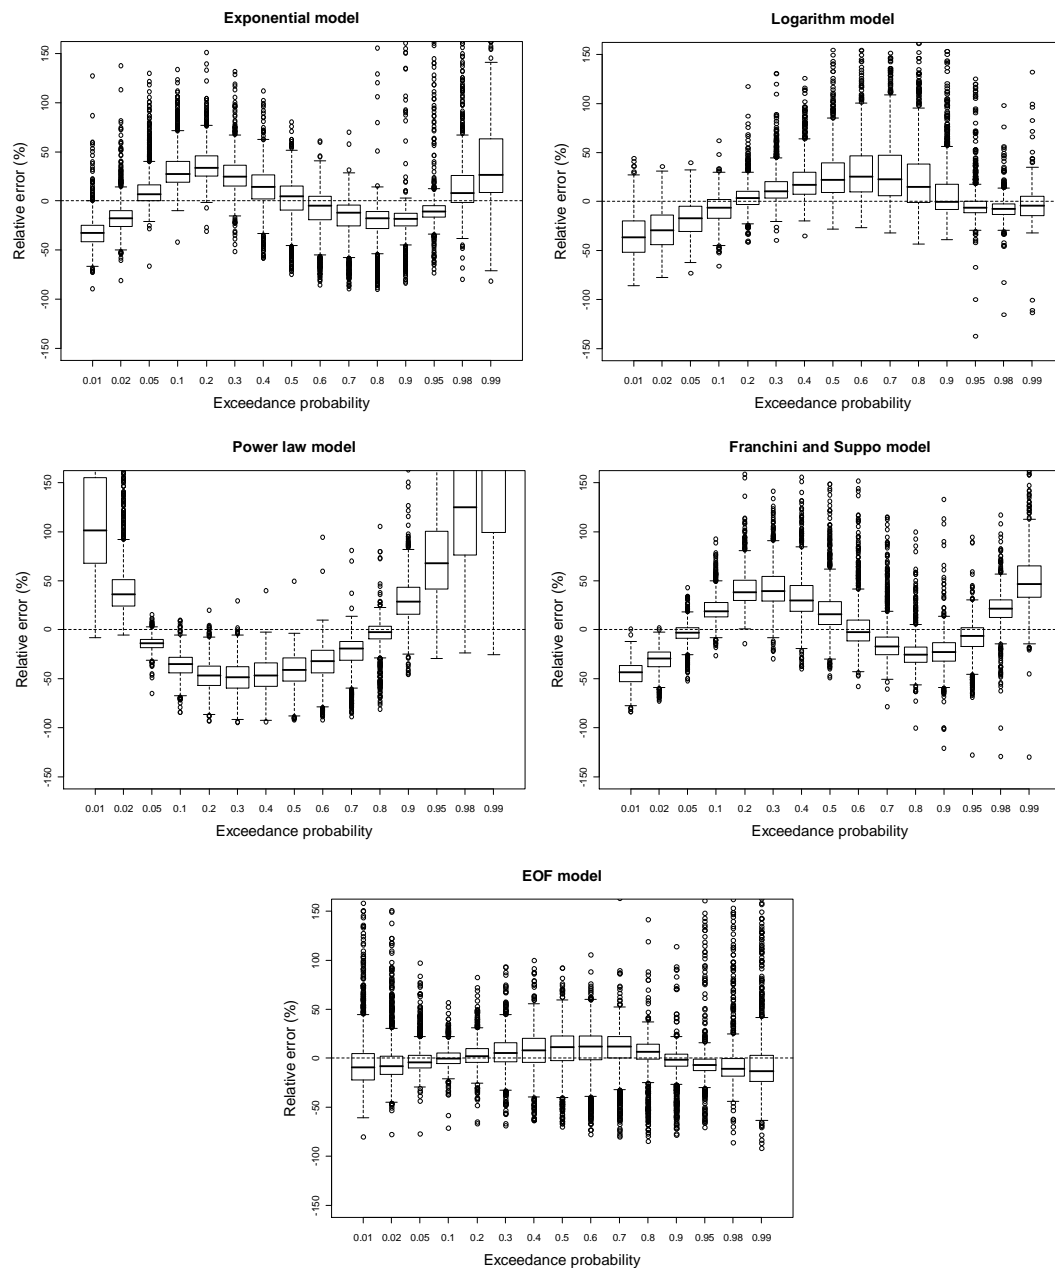 Exponential model
Relative error (%)
150
100
50
0
-50
-100
-150
0.01 0.02 0.05 0.1 0.2 0.3 0.4 0.5 0.6 0.7 0.8 0.9 0.95 0.98 0.99
Exceedance probability
Logarithm model
Relative error (%)
150
100
50
0
-50
-100
-150
0.01 0.02 0.05 0.1 0.2 0.3 0.4 0.5 0.6 0.7 0.8 0.9 0.95 0.98 0.99
Exceedance probability
Power law model
Relative error (%)
150
100
50
0
-50
-100
-150
0.01 0.02 0.05 0.1 0.2 0.3 0.4 0.5 0.6 0.7 0.8 0.9 0.95 0.98 0.99
Exceedance probability
Franchini and Suppo model
Relative error (%)
150
100
50
0
-50
-100
-150
0.01 0.02 0.05 0.1 0.2 0.3 0.4 0.5 0.6 0.7 0.8 0.9 0.95 0.98 0.99
Exceedance probability
EOF model
Relative error (%)
150
100
50
0
-50
-100
-150
0.01 0.02 0.05 0.1 0.2 0.3 0.4 0.5 0.6 0.7 0.8 0.9 0.95 0.98 0.99
Exceedance probability